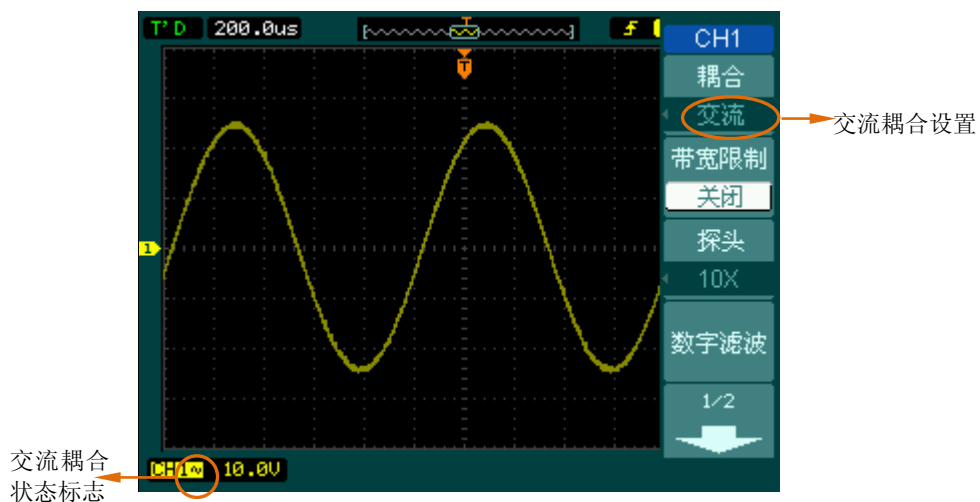 T'D 200.0us
T
T
CH1
耦合
交流
交流耦合设置
带宽限制
关闭
1
探头
10X
数字滤波
1/2
交流耦合
状态标志
CH1~ 10.0V